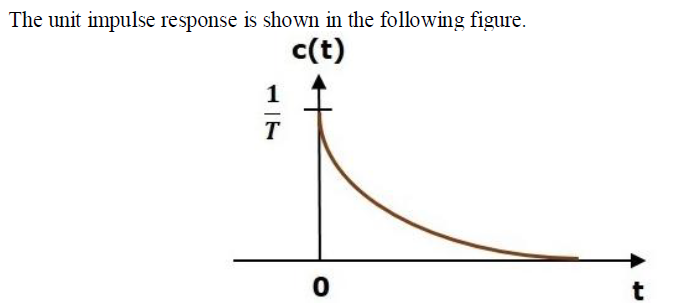 The unit impulse response is shown in the following figure.
c(t)
1
T
0
t